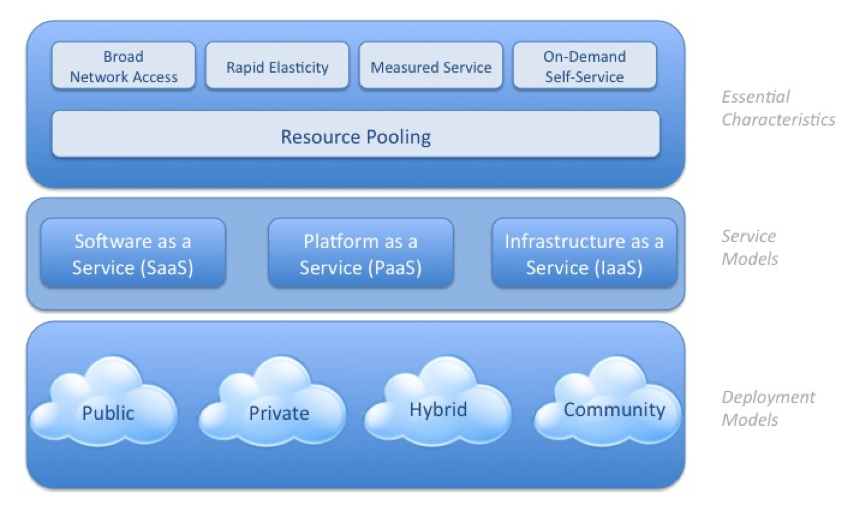 Broad
Network Access
Rapid Elasticity
Measured Service
On-Demand
Self-Service
Resource Pooling
Essential
Characteristics
Software as a
Service (SaaS)
Platform as a
Service (PaaS)
Infrastructure as a
Service (IaaS)
Service
Models
Public
Private
Hybrid
Community
Deployment
Models